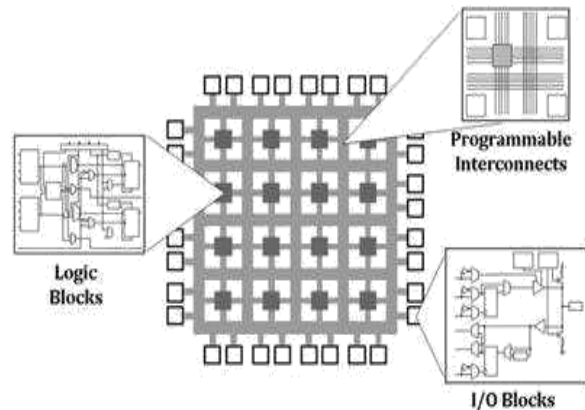 Programmable
Interconnects
Logic
Blocks
I/O Blocks